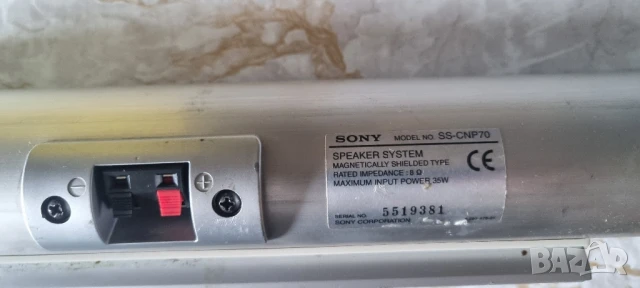 SONY MODEL NO. SS-CNP70
SPEAKER SYSTEM
MAGNETICALLY SHIELDED TYPE
RATED IMPEDANCE : 8 Ω
MAXIMUM INPUT POWER 35W
CE
SERIAL NO. 5519381
SONY CORPORATION
− +
bazar